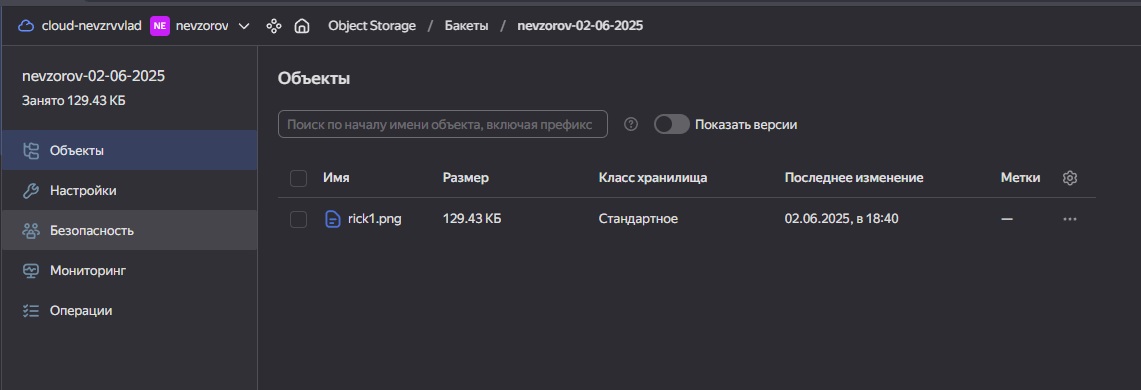 cloud-nevzrvvlad NE nevzorov Object Storage / Бакеты / nevzorov-02-06-2025
nevzorov-02-06-2025
Занято 129.43 КБ
Объекты
Настройки
Безопасность
Мониторинг
Операции
Объекты
Поиск по началу имени объекта, включая префикс Показать версии
Имя Размер Класс хранилища Последнее изменение Метки
rick1.png 129.43 КБ Стандартное 02.06.2025, в 18:40 —